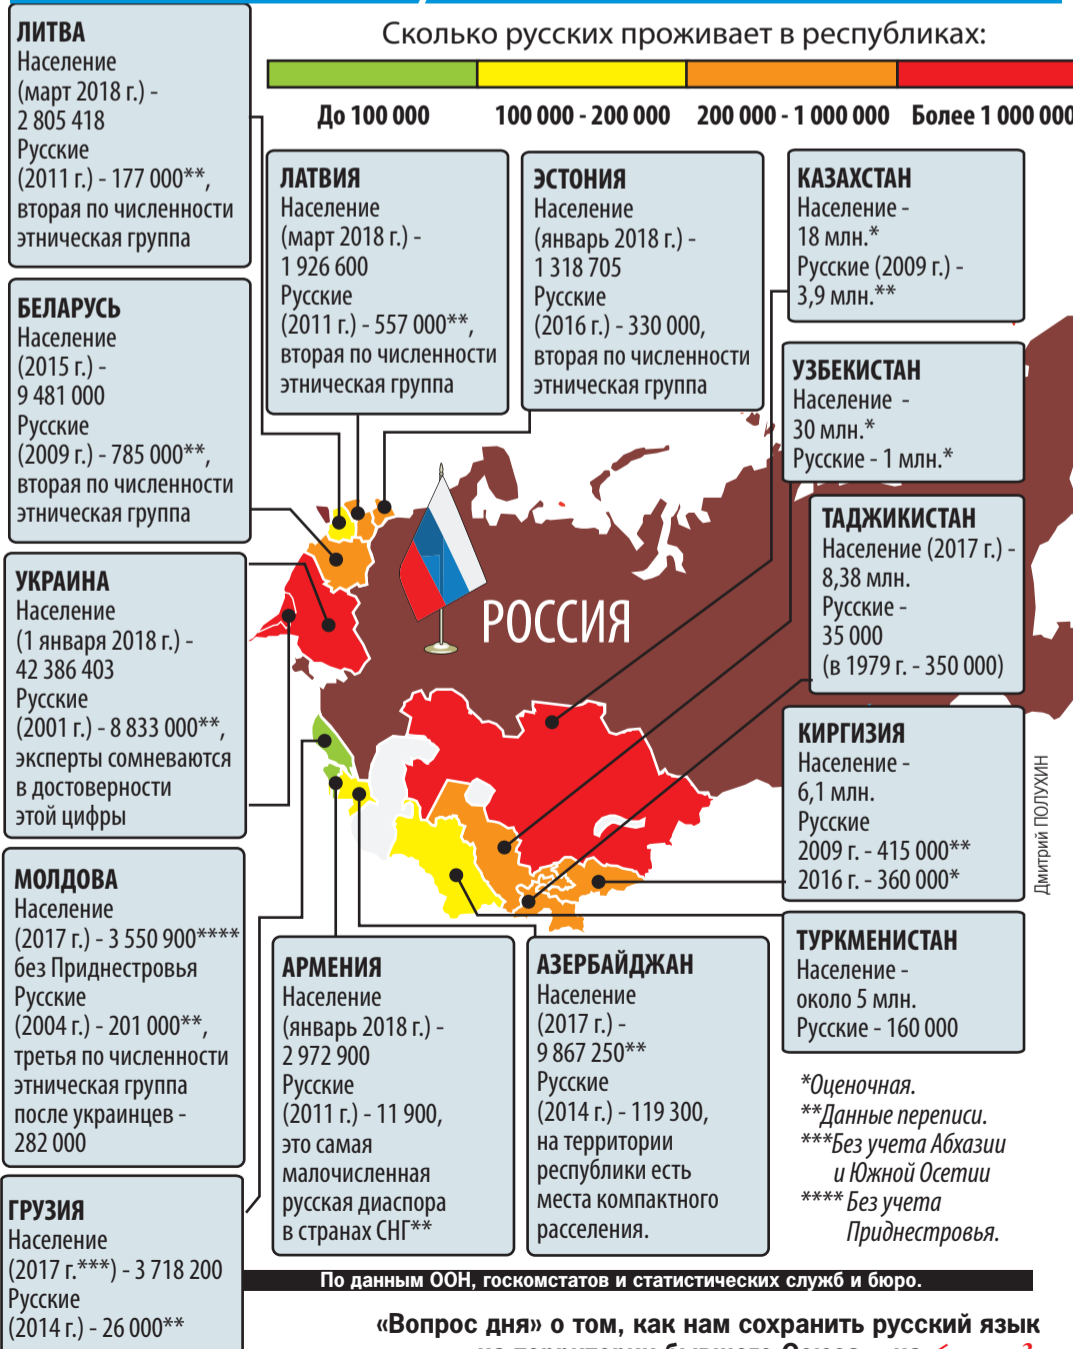 Сколько русских проживает в республиках:
До 100 000
100 000 - 200 000
200 000 - 1 000 000
Более 1 000 000
ЛИТВА
Население
(март 2018 г.) -
2 805 418
Русские
(2011 г.) - 177 000**,
вторая по численности
этническая группа
ЛАТВИЯ
Население
(март 2018 г.) -
1 926 600
Русские
(2011 г.) - 557 000**,
вторая по численности
этническая группа
ЭСТОНИЯ
Население
(январь 2018 г.) -
1 318 705
Русские
(2016 г.) - 330 000,
вторая по численности
этническая группа
КАЗАХСТАН
Население -
18 млн.*
Русские (2009 г.) -
3,9 млн.**
БЕЛАРУСЬ
Население
(2015 г.) -
9 481 000
Русские
(2009 г.) - 785 000**,
вторая по численности
этническая группа
УЗБЕКИСТАН
Население -
30 млн.*
Русские - 1 млн.*
ТАДЖИКИСТАН
Население (2017 г.) -
8,38 млн.
Русские -
35 000
(в 1979 г. - 350 000)
УКРАИНА
Население
(1 января 2018 г.) -
42 386 403
Русские
(2001 г.) - 8 833 000**,
эксперты сомневаются
в достоверности
этой цифры
РОССИЯ
КИРГИЗИЯ
Население -
6,1 млн.
Русские
2009 г. - 415 000**
2016 г. - 360 000*
Дмитрий ПОЛУХИН
МОЛДОВА
Население
(2017 г.) - 3 550 900****
без Приднестровья
Русские
(2004 г.) - 201 000**,
третья по численности
этническая группа
после украинцев -
282 000
АРМЕНИЯ
Население
(январь 2018 г.) -
2 972 900
Русские
(2011 г.) - 11 900,
это самая
малочисленная
русская диаспора
в странах СНГ**
АЗЕРБАЙДЖАН
Население
(2017 г.) -
9 867 250**
Русские
(2014 г.) - 119 300,
на территории
республики есть
места компактного
расселения.
ТУРКМЕНИСТАН
Население -
около 5 млн.
Русские - 160 000
*Оценочная.
**Данные переписи.
***Без учета Абхазии
и Южной Осетии
**** Без учета
Приднестровья.
ГРУЗИЯ
Население
(2017 г.***) - 3 718 200
Русские
(2014 г.) - 26 000**
По данным ООН, госкомстатов и статистических служб и бюро.
«Вопрос дня» о том, как нам сохранить русский язык
на территории бывшего Союза